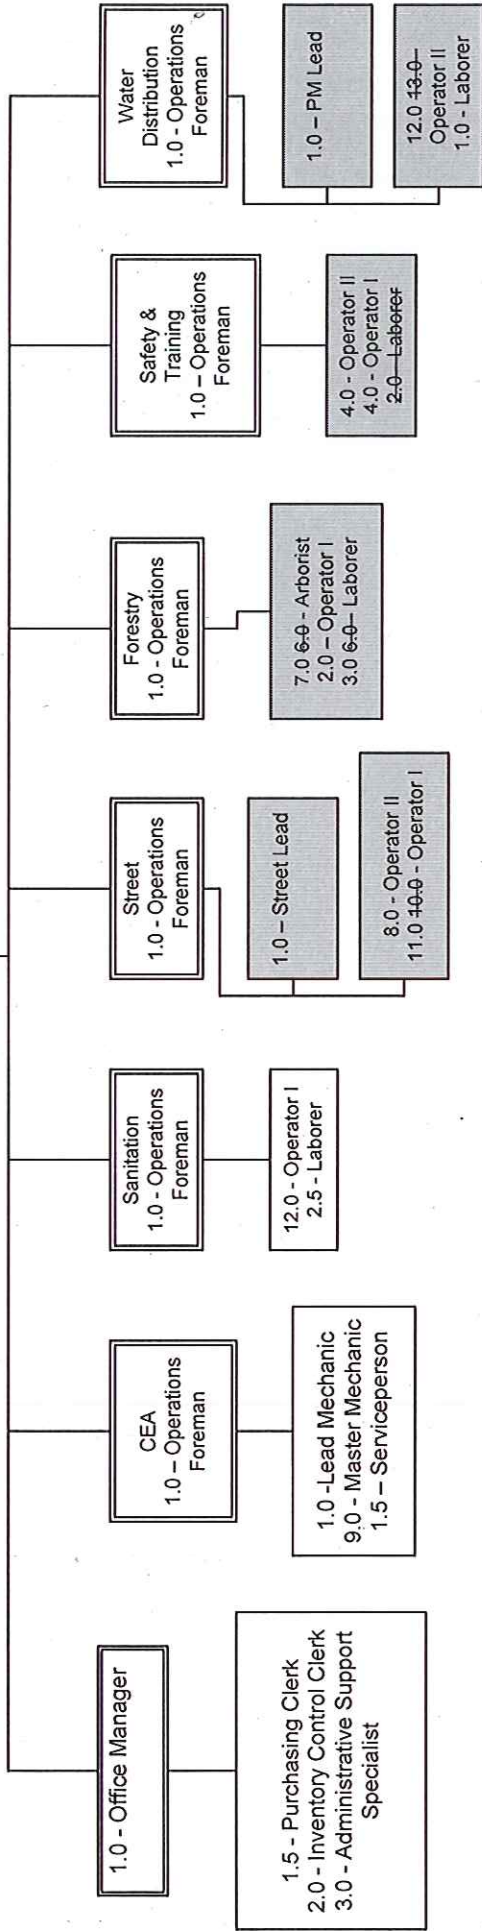 1.0 - Office Manager
1.5 - Purchasing Clerk
2.0 - Inventory Control Clerk
3.0 - Administrative Support
Specialist
CEA
1.0 – Operations
Foreman
1.0 -Lead Mechanic
9.0 - Master Mechanic
1.5 – Serviceperson
Sanitation
1.0 - Operations
Foreman
12.0 - Operator I
2.5 - Laborer
Street
1.0 - Operations
Foreman
1.0 – Street Lead
8.0 - Operator II
11.0 10.0 - Operator I
Forestry
1.0 - Operations
Foreman
7.0 6.0 - Arborist
2.0 – Operator I
3.0 6.0 – Laborer
Safety &
Training
1.0 – Operations
Foreman
4.0 - Operator II
4.0 - Operator I
2.0 – Laborer
Water
Distribution
1.0 - Operations
Foreman
1.0 – PM Lead
12.0 13.0 –
Operator II
1.0 - Laborer